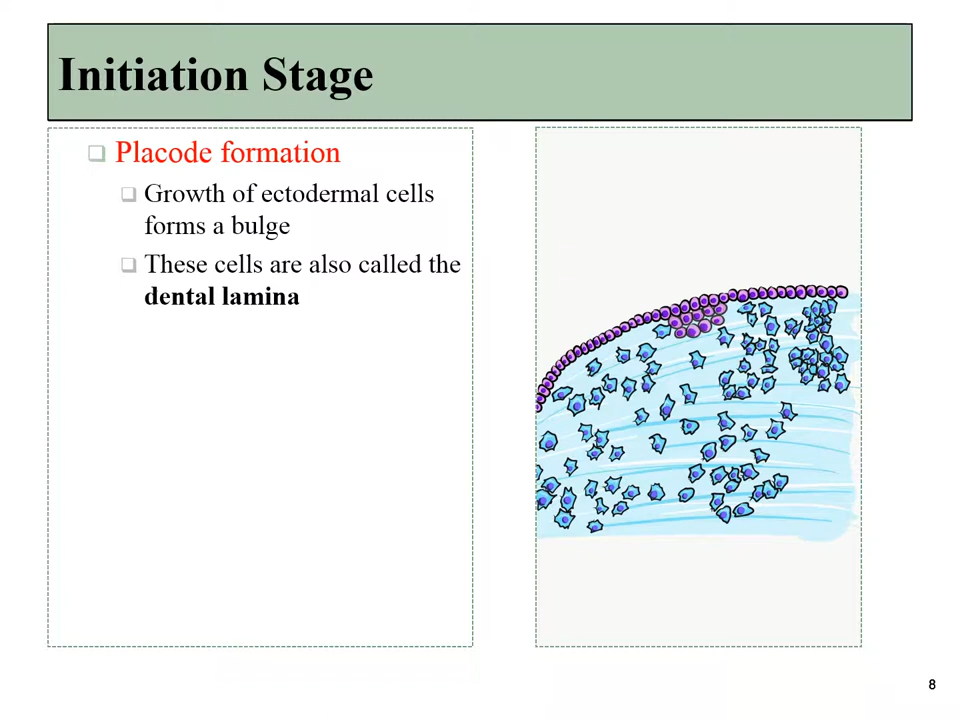 Initiation Stage
Placode formation
Growth of ectodermal cells
forms a bulge
These cells are also called the
dental lamina
8